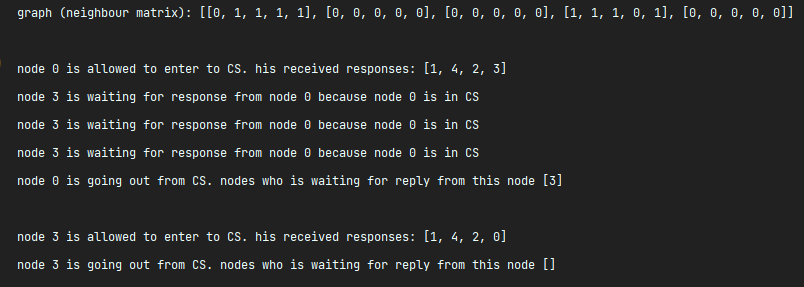 graph (neighbour matrix): [[0, 1, 1, 1, 1], [0, 0, 0, 0, 0], [0, 0, 0, 0, 0], [1, 1, 1, 0, 1], [0, 0, 0, 0, 0]]
node 0 is allowed to enter to CS. his received responses: [1, 4, 2, 3]
node 3 is waiting for response from node 0 because node 0 is in CS
node 3 is waiting for response from node 0 because node 0 is in CS
node 3 is waiting for response from node 0 because node 0 is in CS
node 0 is going out from CS. nodes who is waiting for reply from this node [3]
node 3 is allowed to enter to CS. his received responses: [1, 4, 2, 0]
node 3 is going out from CS. nodes who is waiting for reply from this node []